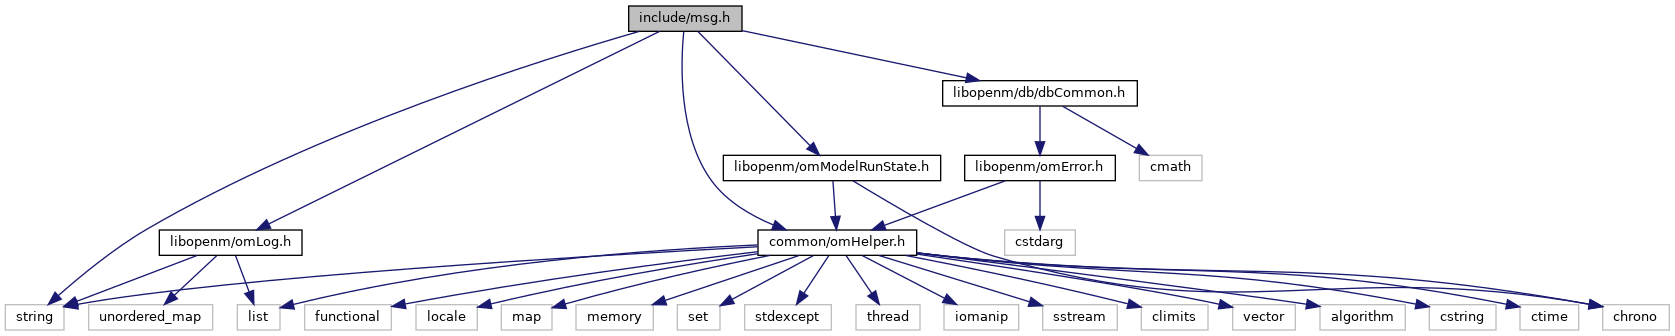 include/msg.h
libopenm/db/dbCommon.h
libopenm/omModelRunState.h
libopenm/omError.h
cmath
libopenm/omLog.h
common/omHelper.h
cstdarg
string
unordered_map
list
functional
locale
map
memory
set
stdexcept
thread
iomanip
sstream
climits
vector
algorithm
cstring
ctime
chrono